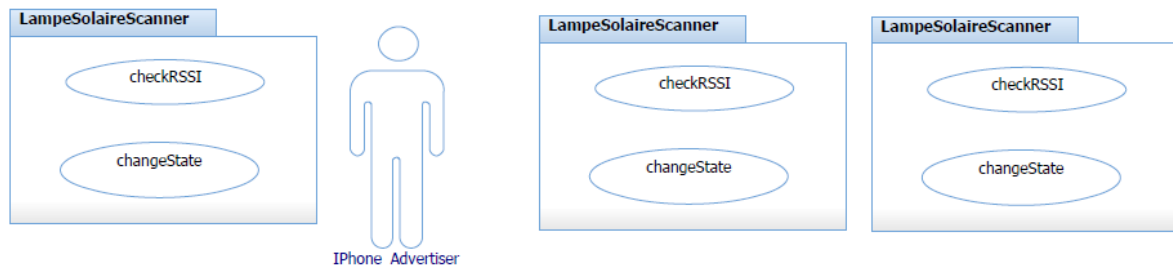 LampeSolaireScanner
checkRSSI
changeState
IPhone Advertiser
LampeSolaireScanner
checkRSSI
changeState
LampeSolaireScanner
checkRSSI
changeState